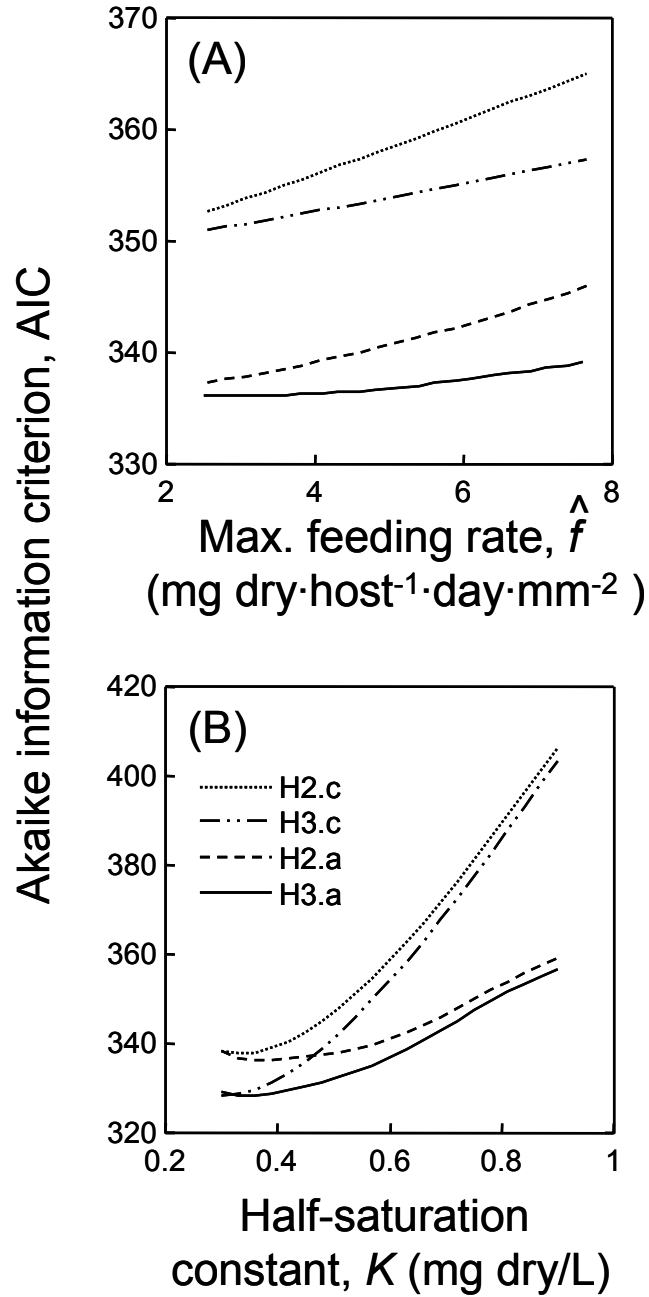 Akaike information criterion, AIC
370
(A)
360
350
340
330
2 4 6 8
Max. feeding rate, f̂
(mg dry·host⁻¹·day·mm⁻² )
420
(B)
400
H2.c
H3.c
380
H2.a
H3.a
360
340
320
0.2 0.4 0.6 0.8 1
Half-saturation
constant, K (mg dry/L)